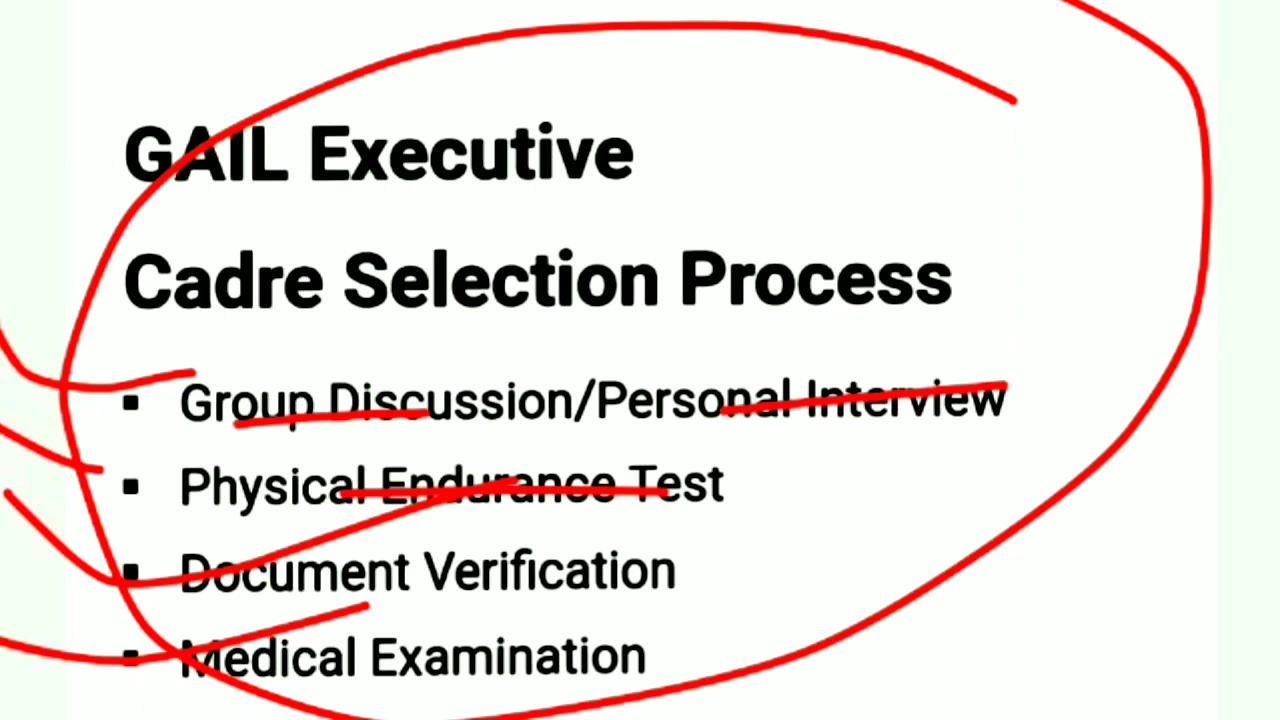 GAIL Executive
Cadre Selection Process
▪ Group Discussion/Personal Interview
▪ Physical Endurance Test
▪ Document Verification
▪ Medical Examination